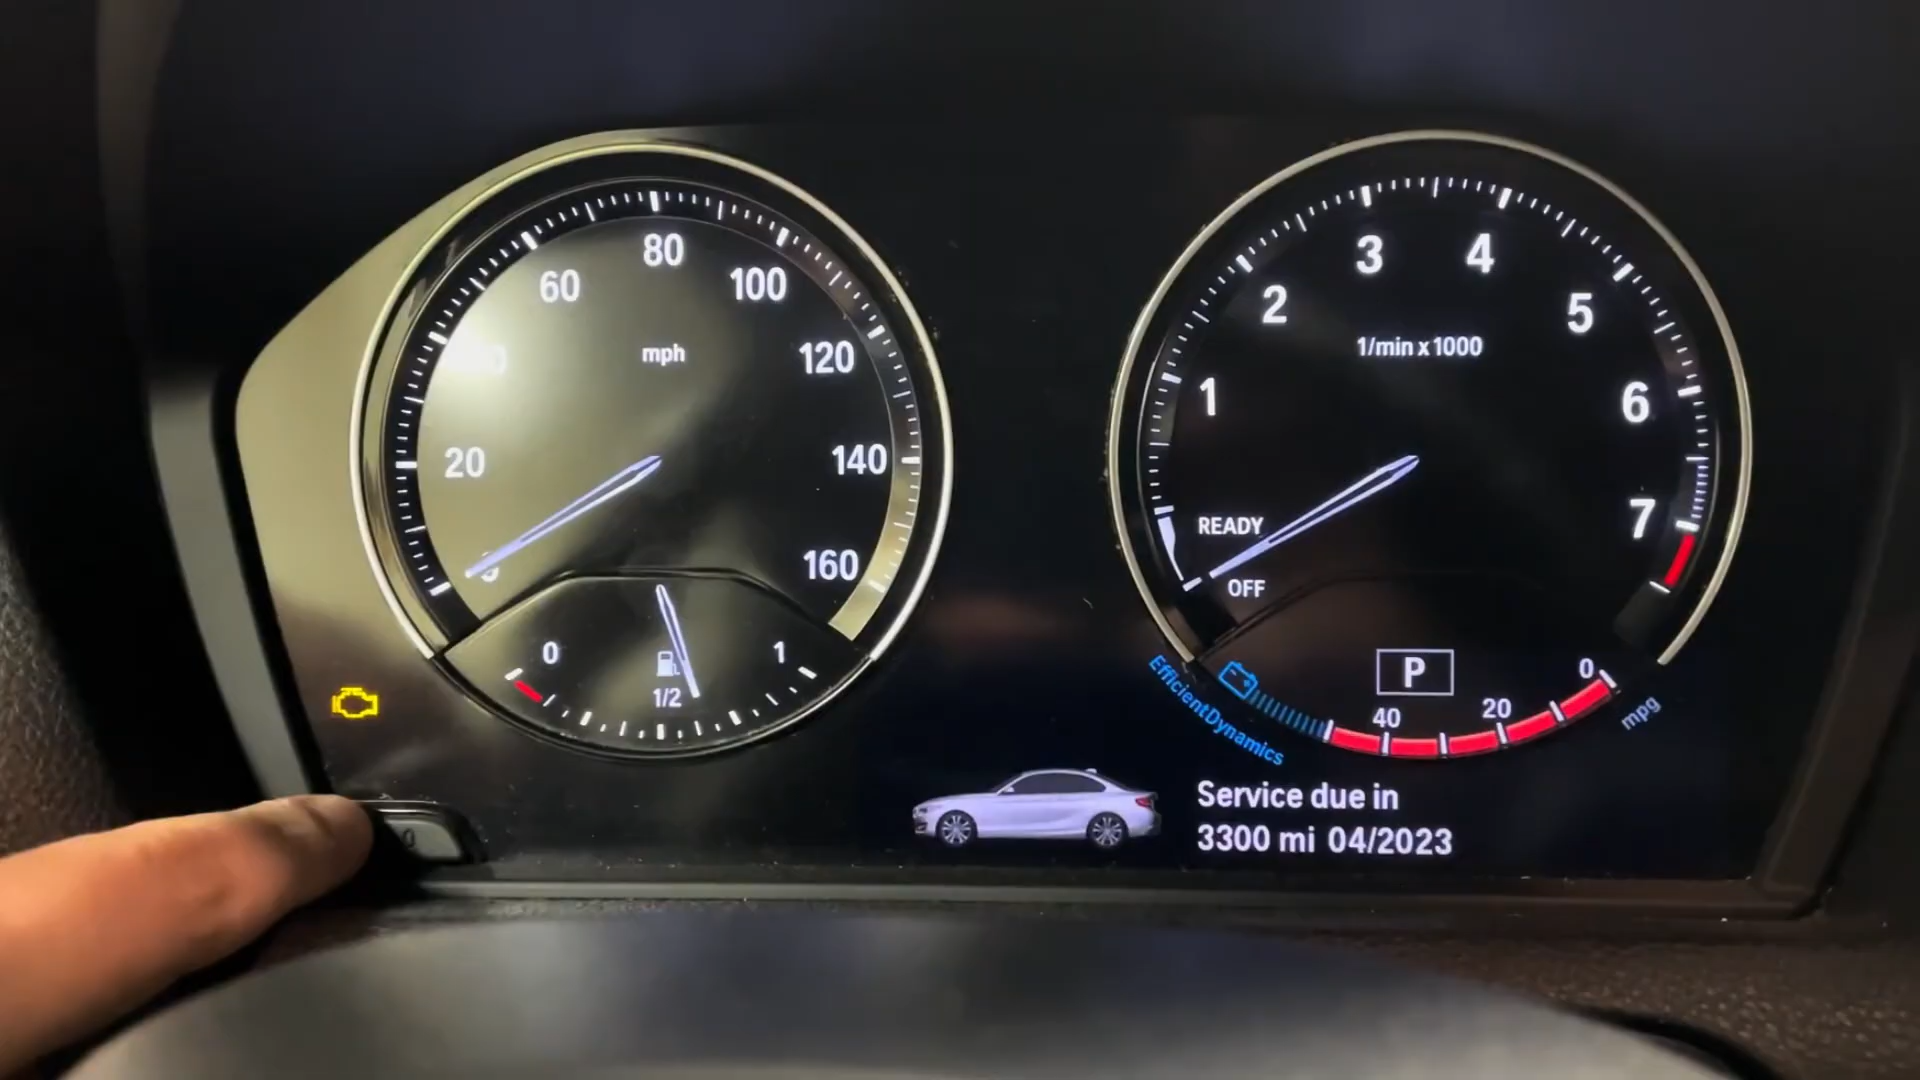 80
60
100
mph
120
20
140
160
0
1
1/2
3
4
2
5
1/min x 1000
1
6
READY
7
OFF
P
0
40
20
mpg
EfficientDynamics
Service due in
3300 mi 04/2023